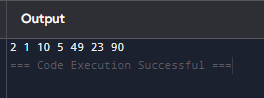 Output
2 1 10 5 49 23 90
=== Code Execution Successful ===